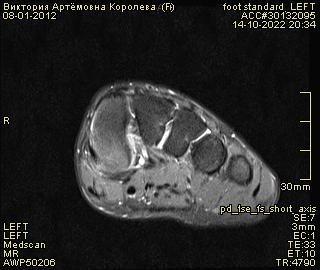 Виктория Артёмовна Королева (F)
08-01-2012
foot standard LEFT
ACC#30132095
14-10-2022 20:34
R
30mm
pd_tse_fs_short_axis
SE:7
3mm
EC:1
TE:33
ET:10
TR:4790
LEFT
LEFT
Medscan
MR
AWP50206